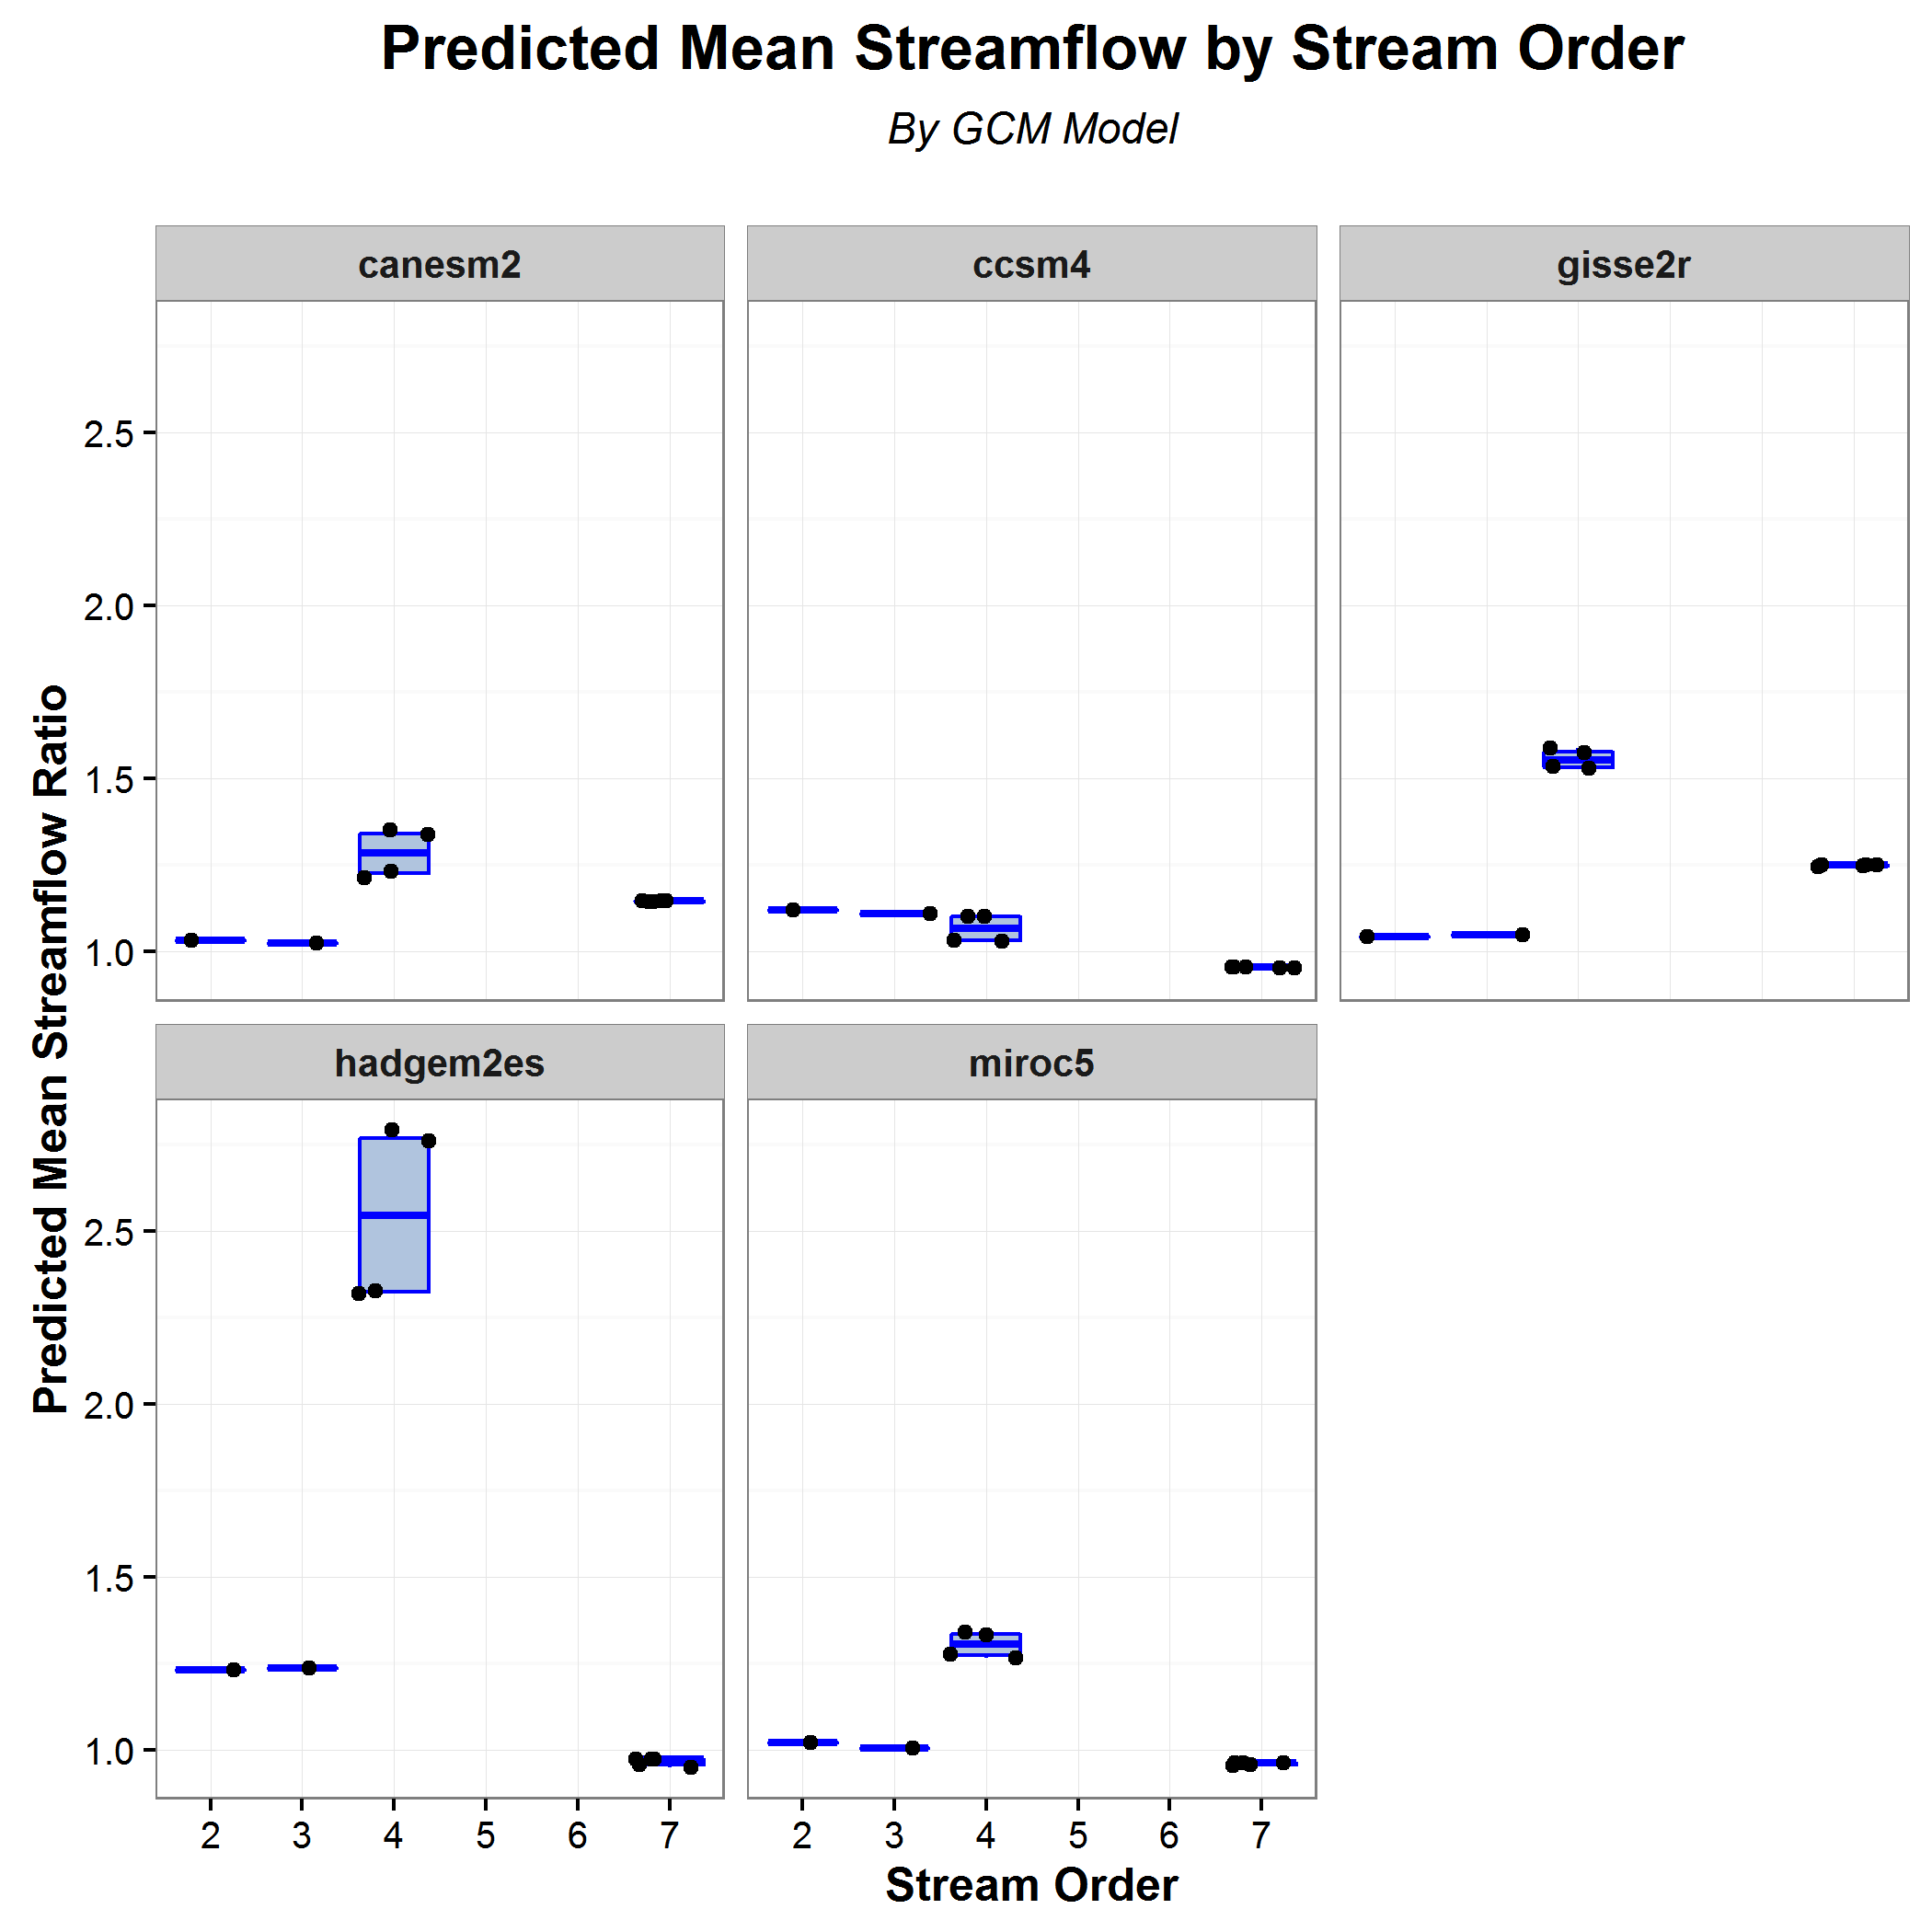 Predicted Mean Streamflow by Stream Order
By GCM Model
canesm2
ccsm4
gisse2r
2.5
2.0
1.5
1.0
Predicted Mean Streamflow Ratio
hadgem2es
miroc5
2.5
2.0
1.5
1.0
2 3 4 5 6 7
2 3 4 5 6 7
Stream Order